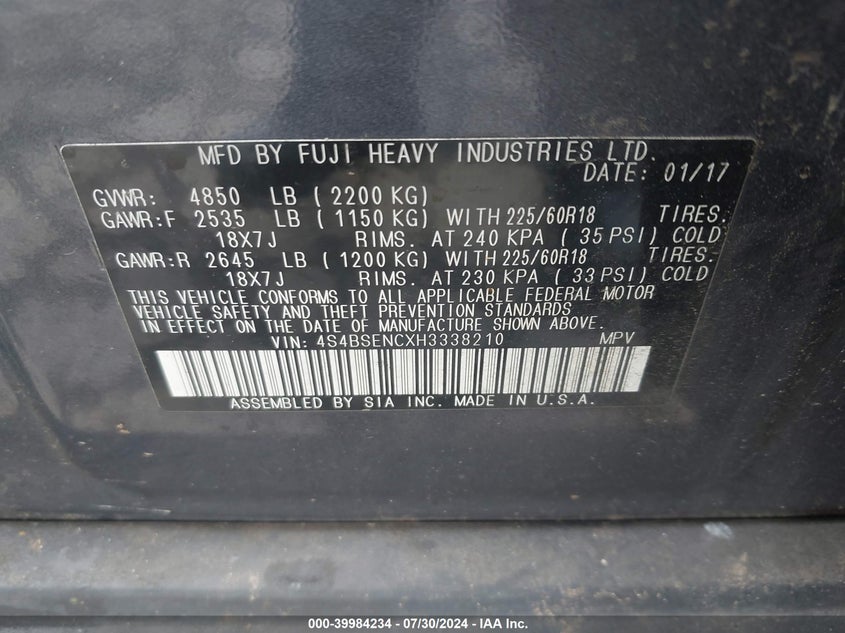 MFD BY FUJI HEAVY INDUSTRIES LTD.
DATE: 01/17
GVWR: 4850 LB ( 2200 KG)
GAWR:F 2535 LB ( 1150 KG) WITH 225/60R18 TIRES.
18X7J RIMS. AT 240 KPA ( 35 PSI) COLD
GAWR:R 2645 LB ( 1200 KG) WITH 225/60R18 TIRES.
18X7J RIMS. AT 230 KPA ( 33 PSI) COLD
THIS VEHICLE CONFORMS TO ALL APPLICABLE FEDERAL MOTOR
VEHICLE SAFETY AND THEFT PREVENTION STANDARDS
IN EFFECT ON THE DATE OF MANUFACTURE SHOWN ABOVE.
VIN: 4S4BSENCXH3338210 MPV
ASSEMBLED BY SIA INC. MADE IN U.S.A.
000-39984234 - 07/30/2024 - IAA Inc.